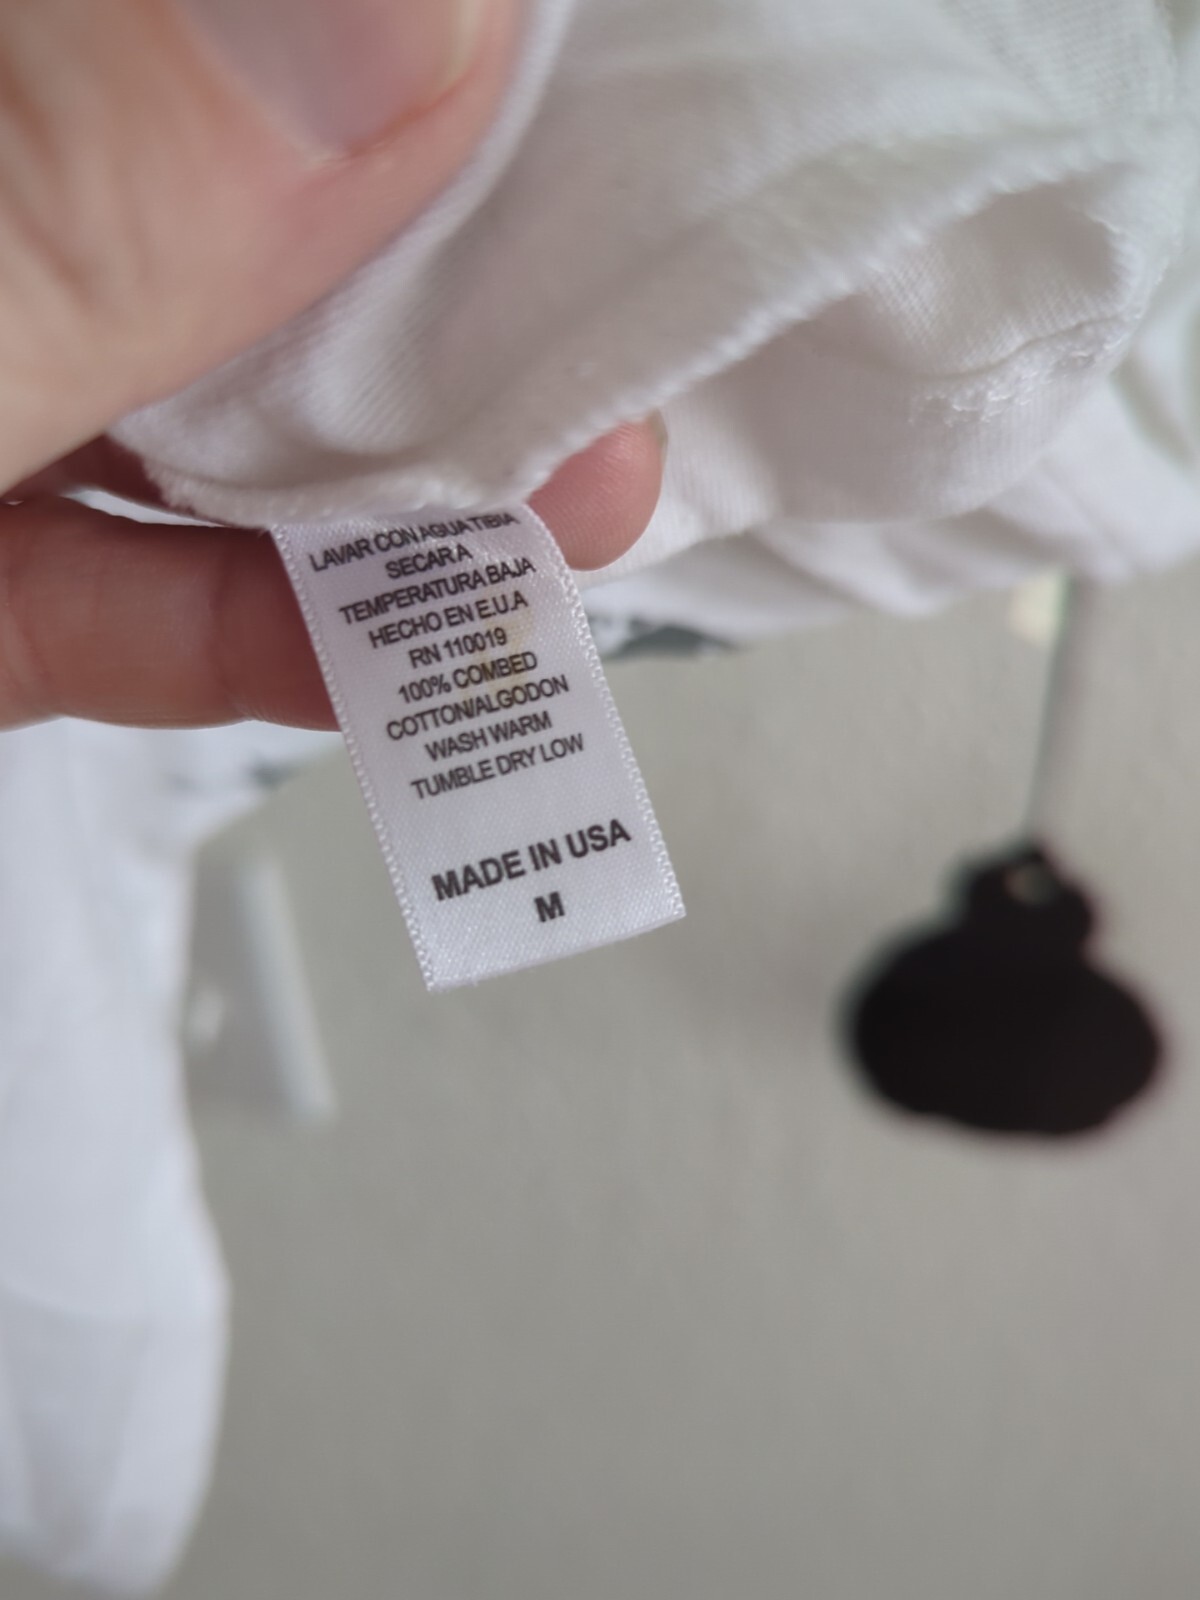 LAVAR CON AGUA TIBIA
SECAR A
TEMPERATURA BAJA
HECHO EN E.U.A
RN 110019
100% COMBED
COTTON/ALGODON
WASH WARM
TUMBLE DRY LOW
MADE IN USA
M